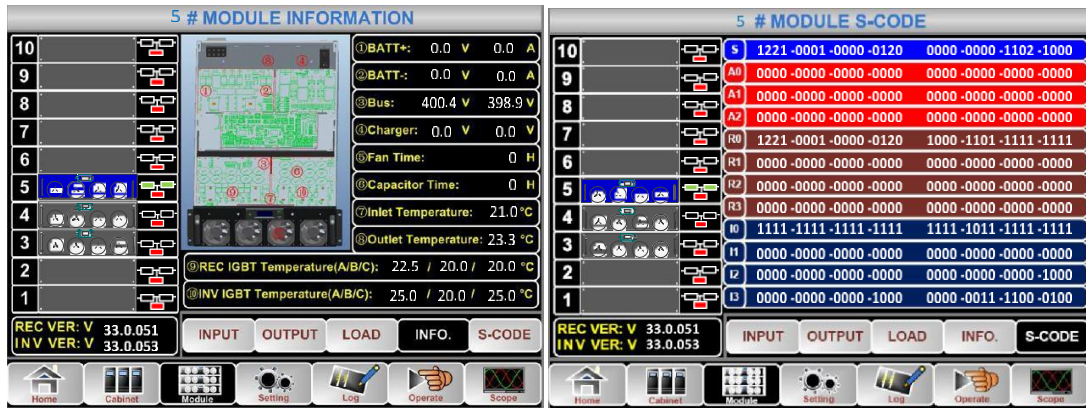 5 # MODULE INFORMATION
10
9
8
7
6
5
4
3
2
1
①BATT+: 0.0 V 0.0 A
②BATT-: 0.0 V 0.0 A
③Bus: 400.4 V 398.9 V
④Charger: 0.0 V 0.0 V
⑤Fan Time: 0 H
⑥Capacitor Time: 0 H
⑦Inlet Temperature: 21.0 °C
⑧Outlet Temperature: 23.3 °C
⑨REC IGBT Temperature(A/B/C): 22.5 / 20.0 / 20.0 °C
⑩INV IGBT Temperature(A/B/C): 25.0 / 20.0 / 25.0 °C
⑧ ④
① ②
③ ⑥
⑨ ⑦ ⑩
REC VER: V 33.0.051
INV VER: V 33.0.053
INPUT OUTPUT LOAD INFO. S-CODE
Home Cabinet Module Setting Log Operate Scope
5 # MODULE S-CODE
10
9
8
7
6
5
4
3
2
1
S 1221 -0001 -0000 -0120 0000 -0000 -1102 -1000
A0 0000 -0000 -0000 -0000 0000 -0000 -0000 -0000
A1 0000 -0000 -0000 -0000 0000 -0000 -0000 -0000
A2 0000 -0000 -0000 -0000 0000 -0000 -0000 -0000
R0 1221 -0001 -0000 -0120 1000 -1101 -1111 -1111
R1 0000 -0000 -0000 -0000 0000 -0000 -0000 -0000
R2 0000 -0000 -0000 -0000 0000 -0000 -0000 -0000
R3 0000 -0000 -0000 -0000 0000 -0000 -0000 -0000
I0 1111 -1111 -1111 -1111 1111 -1011 -1111 -1111
I1 0000 -0000 -0000 -0000 0000 -0000 -0000 -0000
I2 0000 -0000 -0000 -0000 0000 -0000 -0000 -1000
I3 0000 -0000 -0000 -1000 0000 -0011 -1100 -0100
REC VER: V 33.0.051
INV VER: V 33.0.053
INPUT OUTPUT LOAD INFO. S-CODE
Home Cabinet Module Setting Log Operate Scope